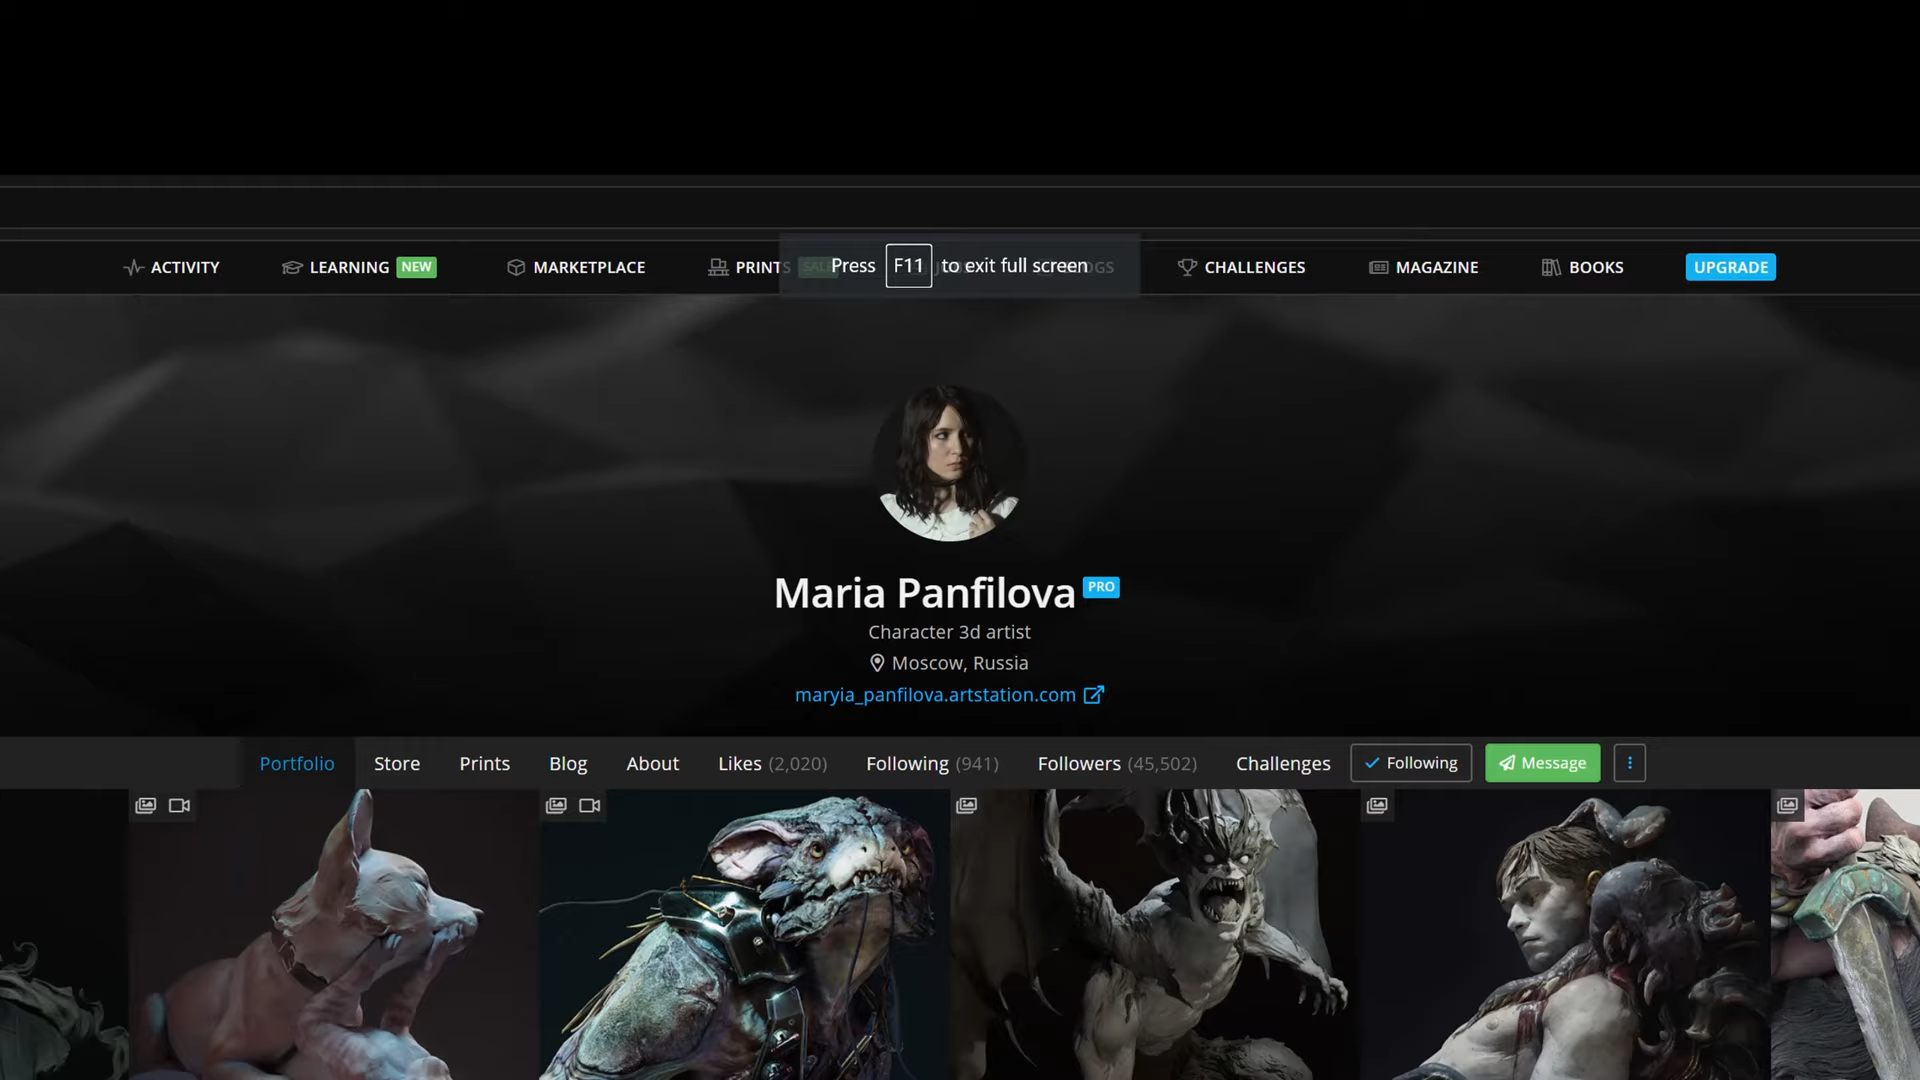 ACTIVITY
LEARNING NEW
MARKETPLACE
PRINTS SALE
Press F11 to exit full screen
CHALLENGES
MAGAZINE
BOOKS
UPGRADE
Maria Panfilova PRO
Character 3d artist
Moscow, Russia
maryia_panfilova.artstation.com
Portfolio
Store
Prints
Blog
About
Likes (2,020)
Following (941)
Followers (45,502)
Challenges
Following
Message